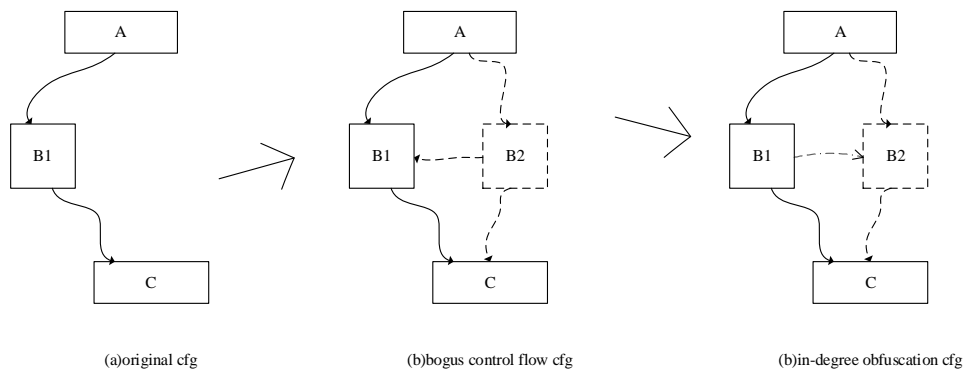 A
B1
C
(a)original cfg
A
B1
B2
C
(b)bogus control flow cfg
A
B1
B2
C
(b)in-degree obfuscation cfg